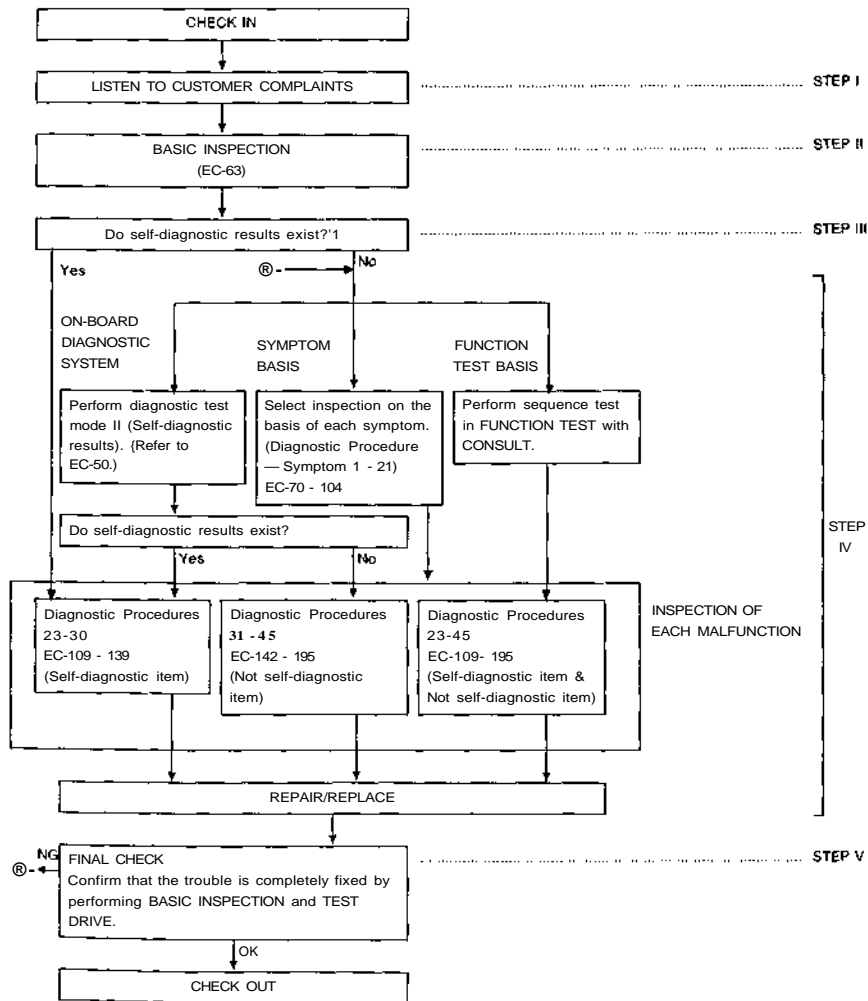 CHECK IN
LISTEN TO CUSTOMER COMPLAINTS
STEP I
BASIC INSPECTION
(EC-63)
STEP II
Do self-diagnostic results exist?'1
STEP III
Yes
®-
No
ON-BOARD
DIAGNOSTIC
SYSTEM
SYMPTOM
BASIS
FUNCTION
TEST BASIS
Perform diagnostic test
mode II (Self-diagnostic
results). {Refer to
EC-50.)
Select inspection on the
basis of each symptom.
(Diagnostic Procedure
— Symptom 1 - 21)
EC-70 - 104
Perform sequence test
in FUNCTION TEST with
CONSULT.
Do self-diagnostic results exist?
STEP
IV
Yes
No
Diagnostic Procedures
23-30
EC-109 - 139
(Self-diagnostic item)
Diagnostic Procedures
31 - 45
EC-142 - 195
(Not self-diagnostic
item)
Diagnostic Procedures
23-45
EC-109- 195
(Self-diagnostic item &
Not self-diagnostic item)
INSPECTION OF
EACH MALFUNCTION
REPAIR/REPLACE
®-
NG
FINAL CHECK
Confirm that the trouble is completely fixed by
performing BASIC INSPECTION and TEST
DRIVE.
STEP V
OK
CHECK OUT